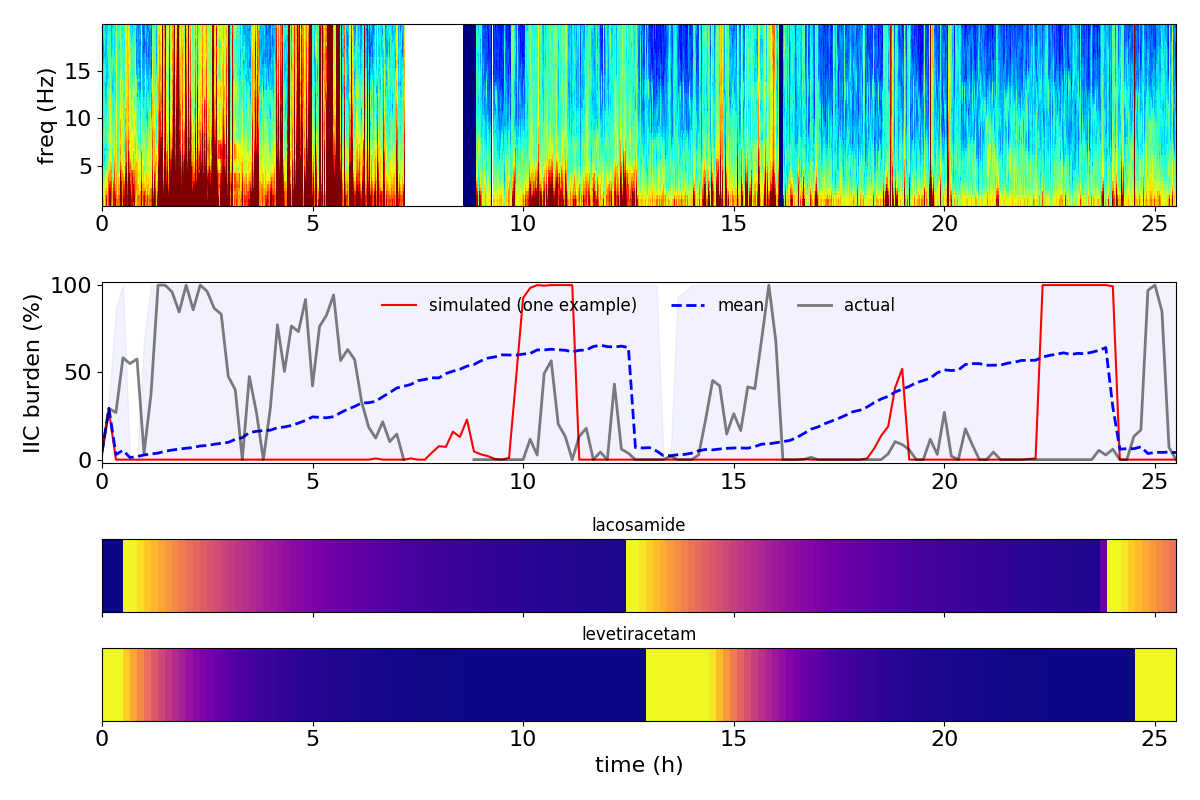 freq (Hz)
15
10
5
0 5 10 15 20 25
IIC burden (%)
100
50
0
simulated (one example) mean actual
0 5 10 15 20 25
lacosamide
levetiracetam
0 5 10 15 20 25
time (h)